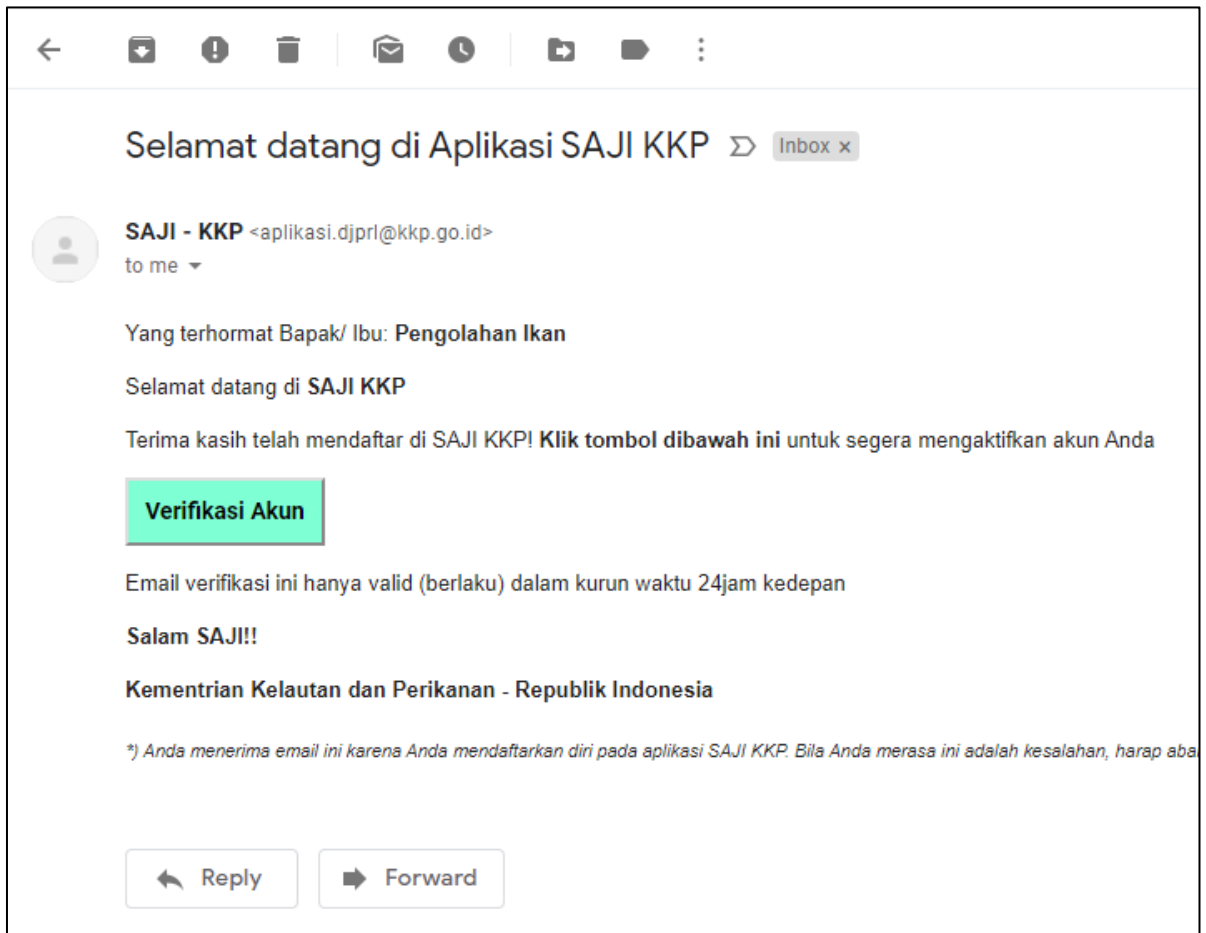 Selamat datang di Aplikasi SAJI KKP Inbox x
SAJI - KKP <aplikasi.djprl@kkp.go.id>
to me
Yang terhormat Bapak/ Ibu: Pengolahan Ikan
Selamat datang di SAJI KKP
Terima kasih telah mendaftar di SAJI KKP! Klik tombol dibawah ini untuk segera mengaktifkan akun Anda
Verifikasi Akun
Email verifikasi ini hanya valid (berlaku) dalam kurun waktu 24jam kedepan
Salam SAJI!!
Kementrian Kelautan dan Perikanan - Republik Indonesia
*) Anda menerima email ini karena Anda mendaftarkan diri pada aplikasi SAJI KKP. Bila Anda merasa ini adalah kesalahan, harap
Reply Forward